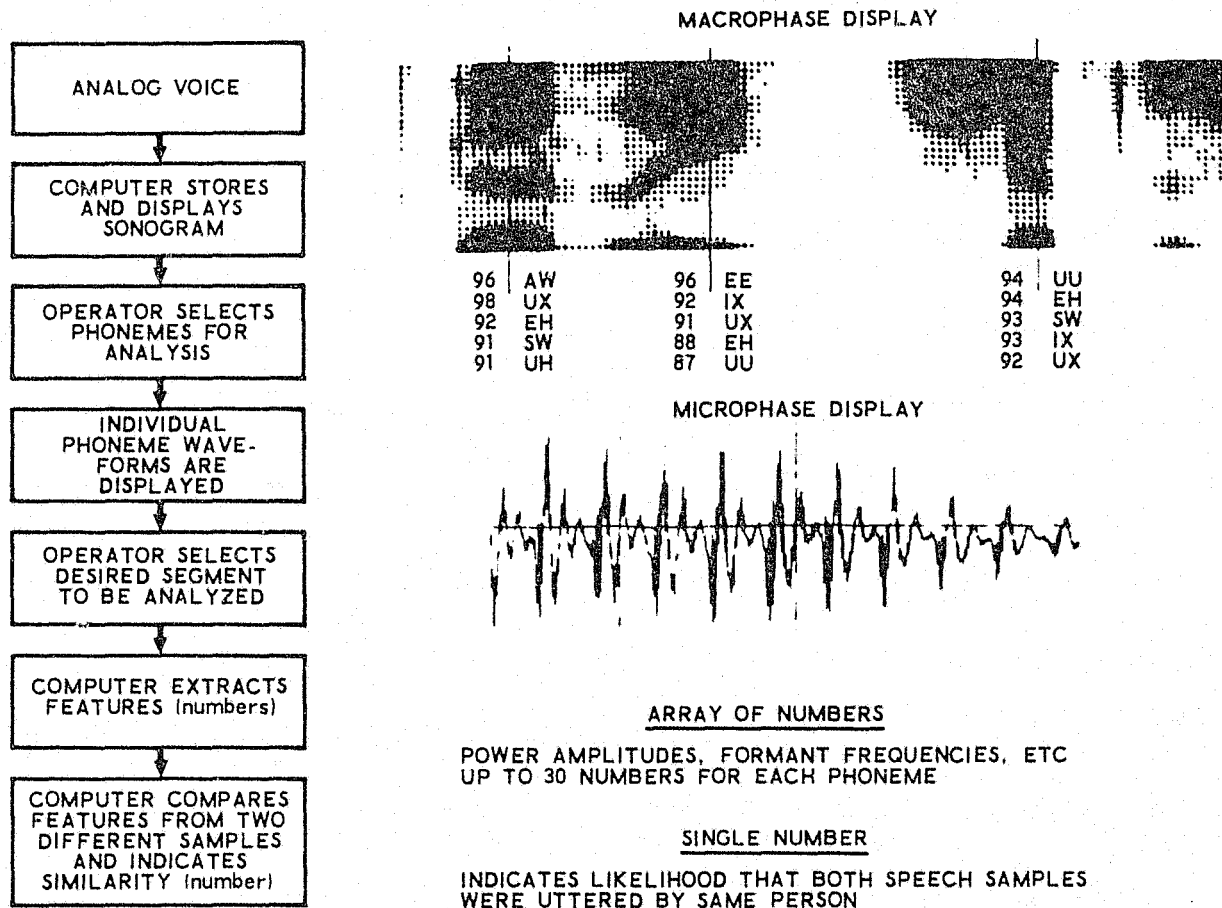 ANALOG VOICE
COMPUTER STORES
AND DISPLAYS
SONOGRAM
OPERATOR SELECTS
PHONEMES FOR
ANALYSIS
INDIVIDUAL
PHONEME WAVE-
FORMS ARE
DISPLAYED
OPERATOR SELECTS
DESIRED SEGMENT
TO BE ANALYZED
COMPUTER EXTRACTS
FEATURES (numbers)
COMPUTER COMPARES
FEATURES FROM TWO
DIFFERENT SAMPLES
AND INDICATES
SIMILARITY (number)
MACROPHASE DISPLAY
96 AW
98 UX
92 EH
91 SW
91 UH
96 EE
92 IX
91 UX
88 EH
87 UU
94 UU
94 EH
93 SW
93 IX
92 UX
MICROPHASE DISPLAY
ARRAY OF NUMBERS
POWER AMPLITUDES, FORMANT FREQUENCIES, ETC
UP TO 30 NUMBERS FOR EACH PHONEME
SINGLE NUMBER
INDICATES LIKELIHOOD THAT BOTH SPEECH SAMPLES
WERE UTTERED BY SAME PERSON